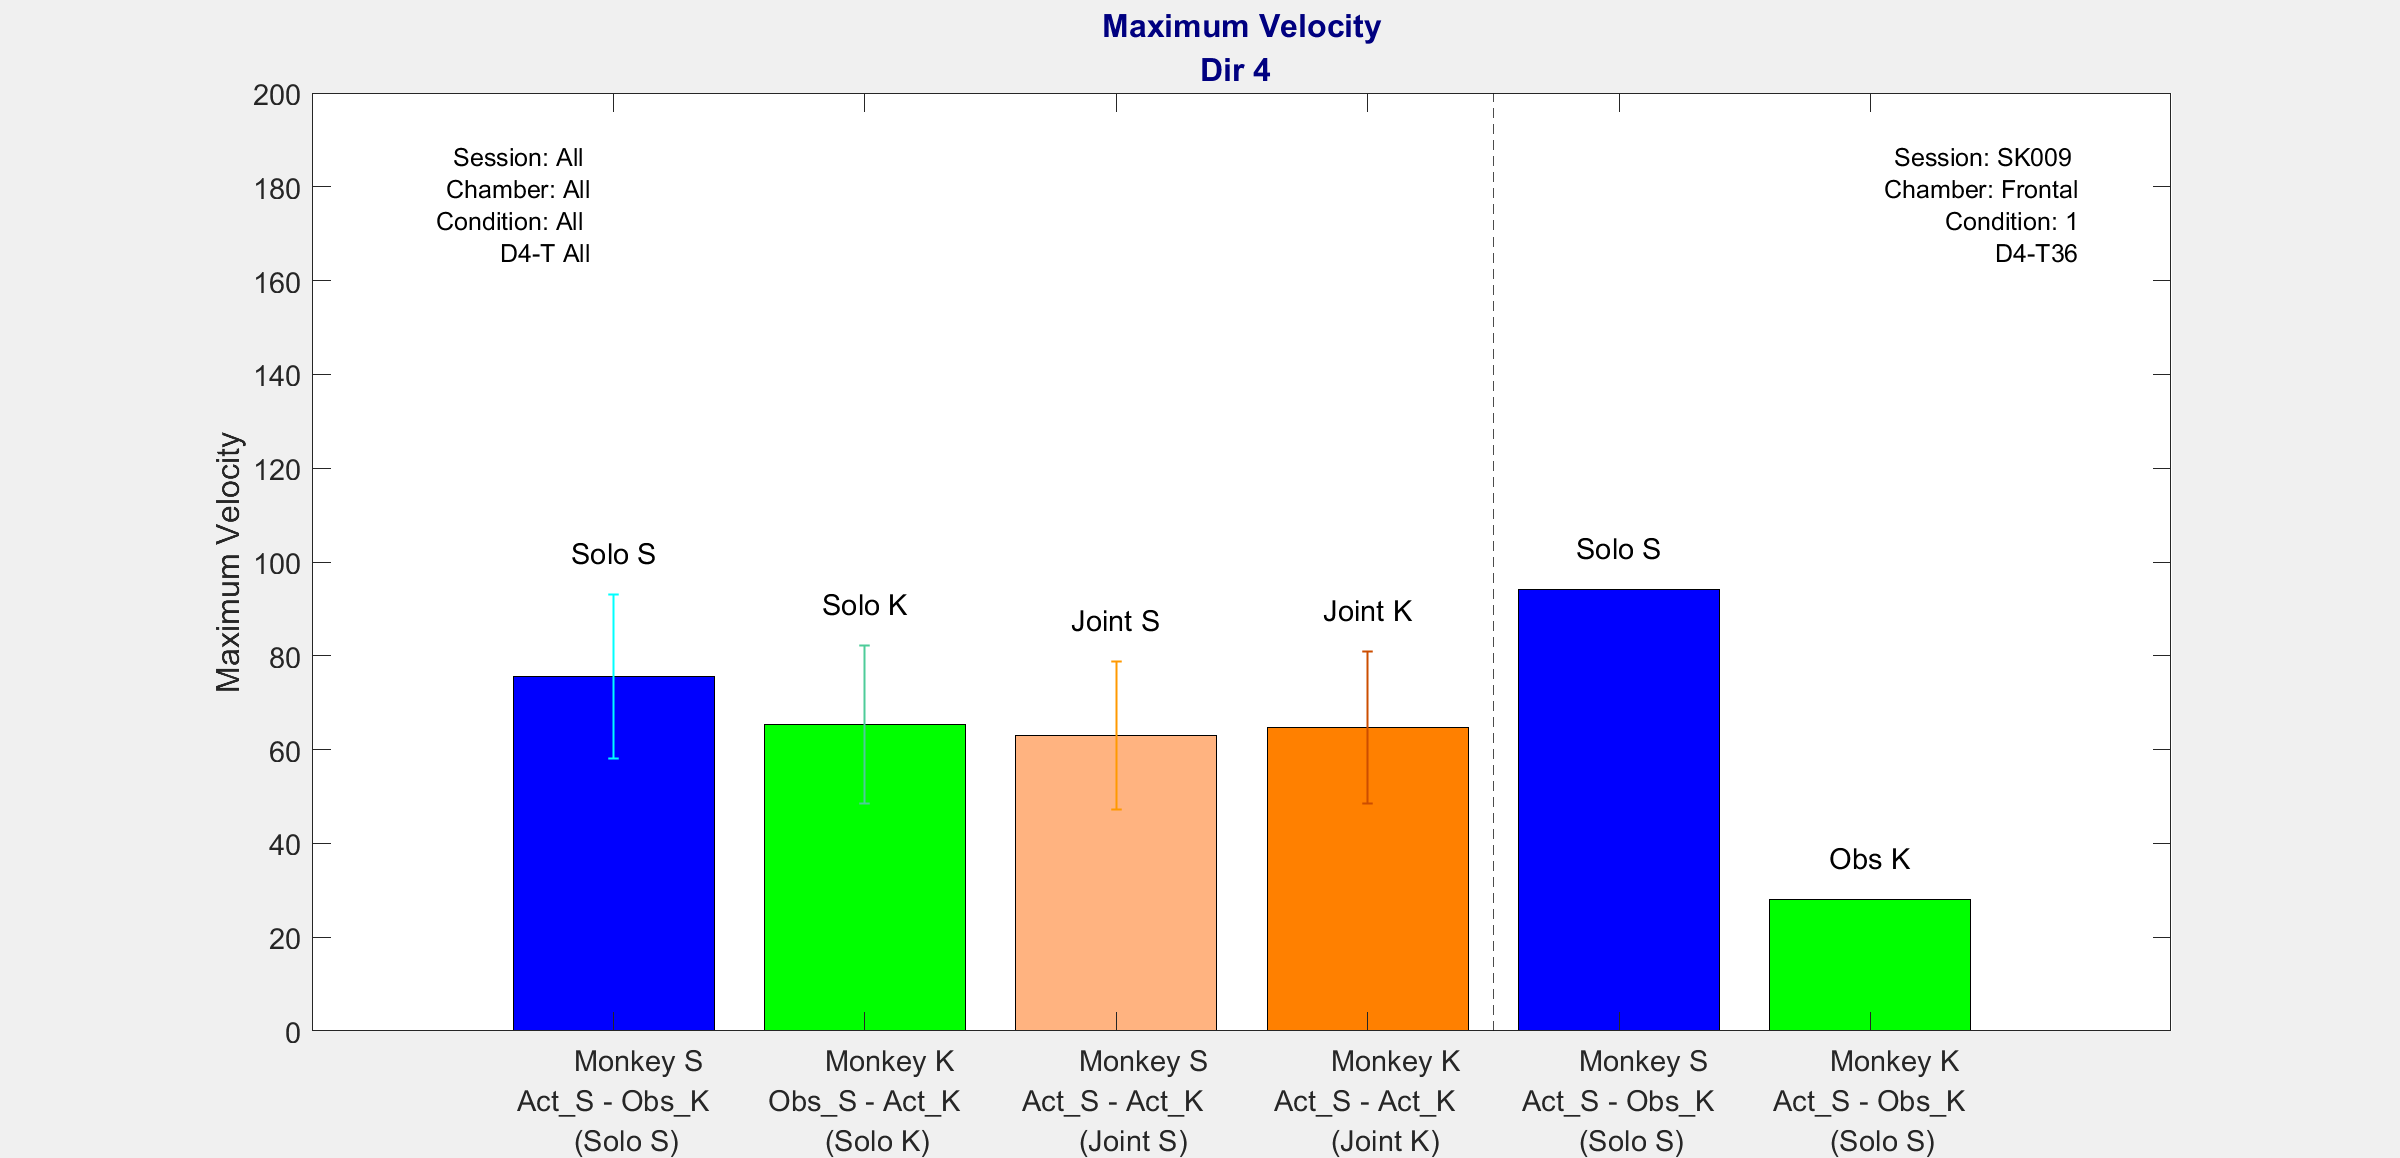 Maximum Velocity
Dir 4
200
180
160
140
120
100
80
60
40
20
0
Maximum Velocity
Session: All
Chamber: All
Condition: All
D4-T All
Session: SK009
Chamber: Frontal
Condition: 1
D4-T36
Solo S
Solo K
Joint S
Joint K
Solo S
Obs K
Monkey S
Act_S - Obs_K
(Solo S)
Monkey K
Obs_S - Act_K
(Solo K)
Monkey S
Act_S - Act_K
(Joint S)
Monkey K
Act_S - Act_K
(Joint K)
Monkey S
Act_S - Obs_K
(Solo S)
Monkey K
Act_S - Obs_K
(Solo S)